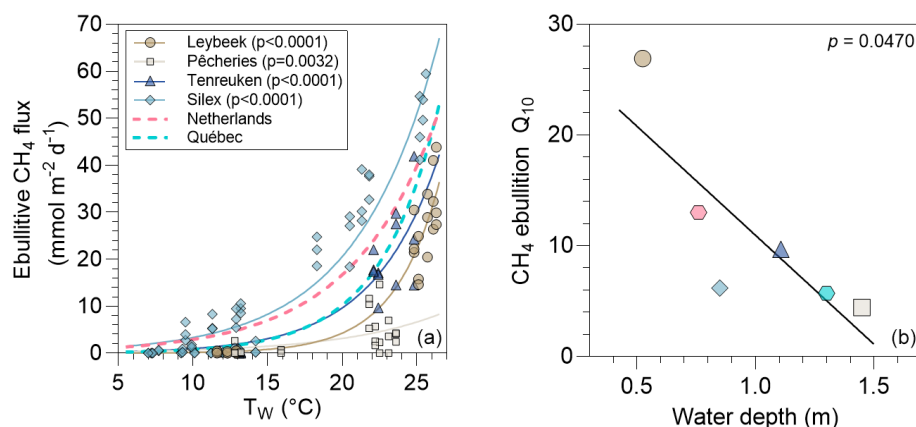 70
60
50
40
30
20
10
0
Ebullitive CH₄ flux
(mmol m⁻² d⁻¹)
Leybeek (p<0.0001)
Pêcheries (p=0.0032)
Tenreuken (p<0.0001)
Silex (p<0.0001)
Netherlands
Québec
(a)
5 10 15 20 25
T_W (°C)
30
20
10
0
CH₄ ebullition Q₁₀
p = 0.0470
(b)
0.5 1.0 1.5
Water depth (m)